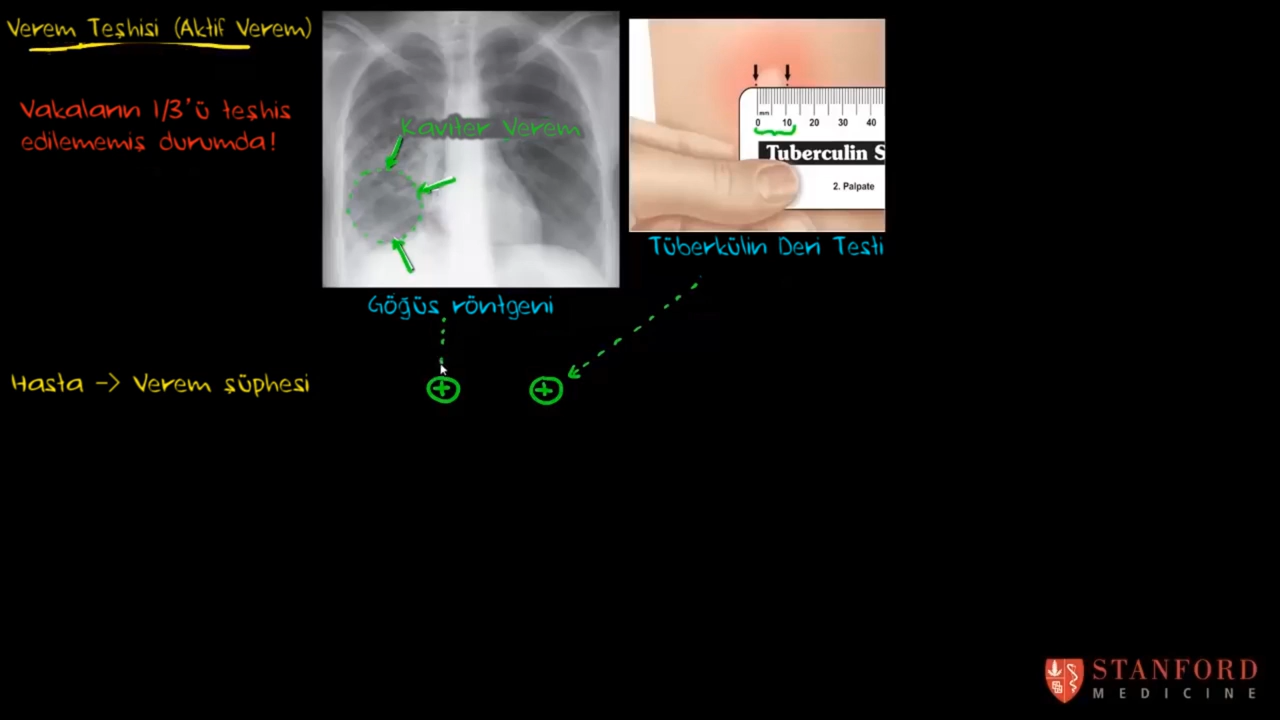 Verem Teşhisi (Aktif Verem)
Vakaların 1/3'ü teşhis
edilememiş durumda!
Kaviter Verem
mm
0 10 20 30 40
Tuberculin S
2. Palpate
Tüberkülin Deri Testi
Göğüs röntgeni
Hasta -> Verem şüphesi
+ +
STANFORD
MEDICINE